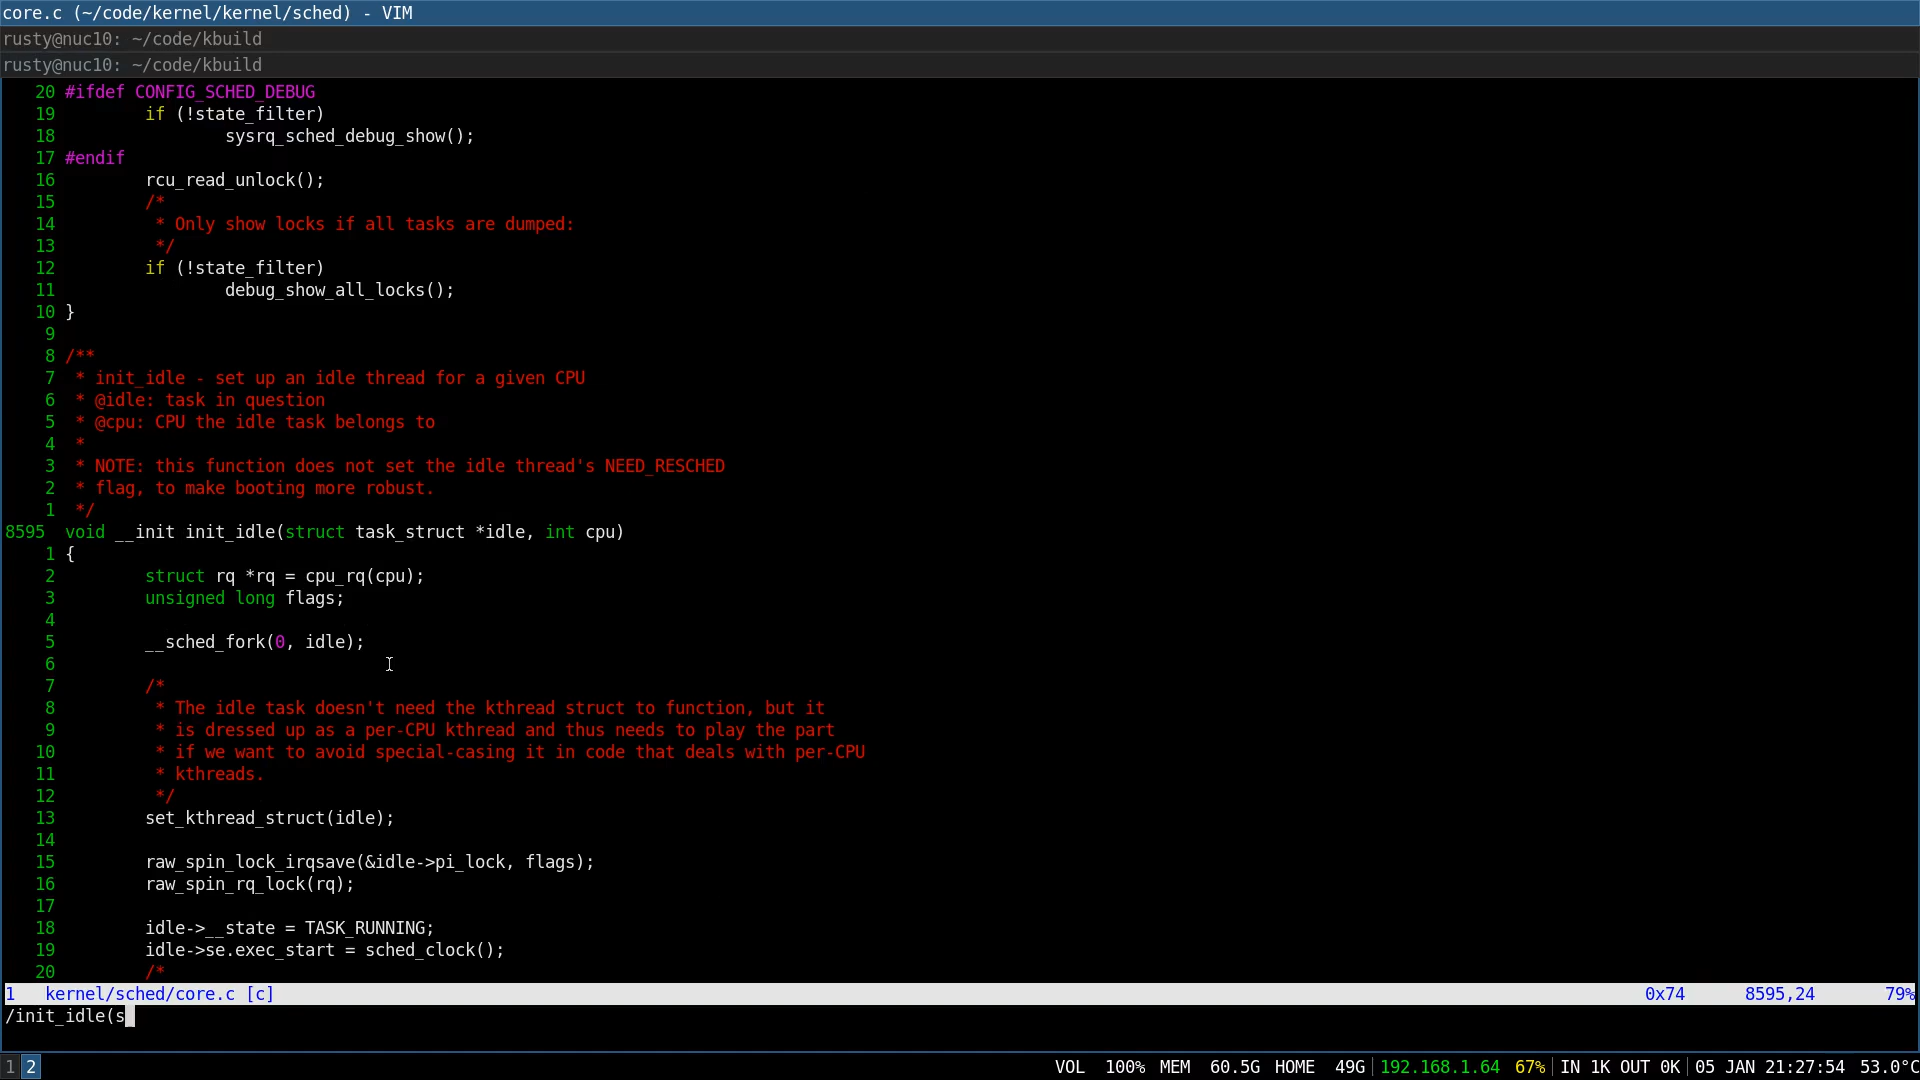 core.c (~/code/kernel/kernel/sched) - VIM
rusty@nuc10: ~/code/kbuild
rusty@nuc10: ~/code/kbuild
20 #ifdef CONFIG_SCHED_DEBUG
19         if (!state_filter)
18                 sysrq_sched_debug_show();
17 #endif
16         rcu_read_unlock();
15         /*
14          * Only show locks if all tasks are dumped:
13          */
12         if (!state_filter)
11                 debug_show_all_locks();
10 }
9
8 /**
7  * init_idle - set up an idle thread for a given CPU
6  * @idle: task in question
5  * @cpu: CPU the idle task belongs to
4  *
3  * NOTE: this function does not set the idle thread's NEED_RESCHED
2  * flag, to make booting more robust.
1  */
8595  void __init init_idle(struct task_struct *idle, int cpu)
1 {
2         struct rq *rq = cpu_rq(cpu);
3         unsigned long flags;
4
5         __sched_fork(0, idle);
6
7         /*
8          * The idle task doesn't need the kthread struct to function, but it
9          * is dressed up as a per-CPU kthread and thus needs to play the part
10          * if we want to avoid special-casing it in code that deals with per-CPU
11          * kthreads.
12          */
13         set_kthread_struct(idle);
14
15         raw_spin_lock_irqsave(&idle->pi_lock, flags);
16         raw_spin_rq_lock(rq);
17
18         idle->__state = TASK_RUNNING;
19         idle->se.exec_start = sched_clock();
20         /*
1   kernel/sched/core.c [c] 0x74 8595,24 79%
/init_idle(s
1 2 VOL 100% MEM 60.5G HOME 49G 192.168.1.64 67% IN 1K OUT 0K 05 JAN 21:27:54 53.0°C